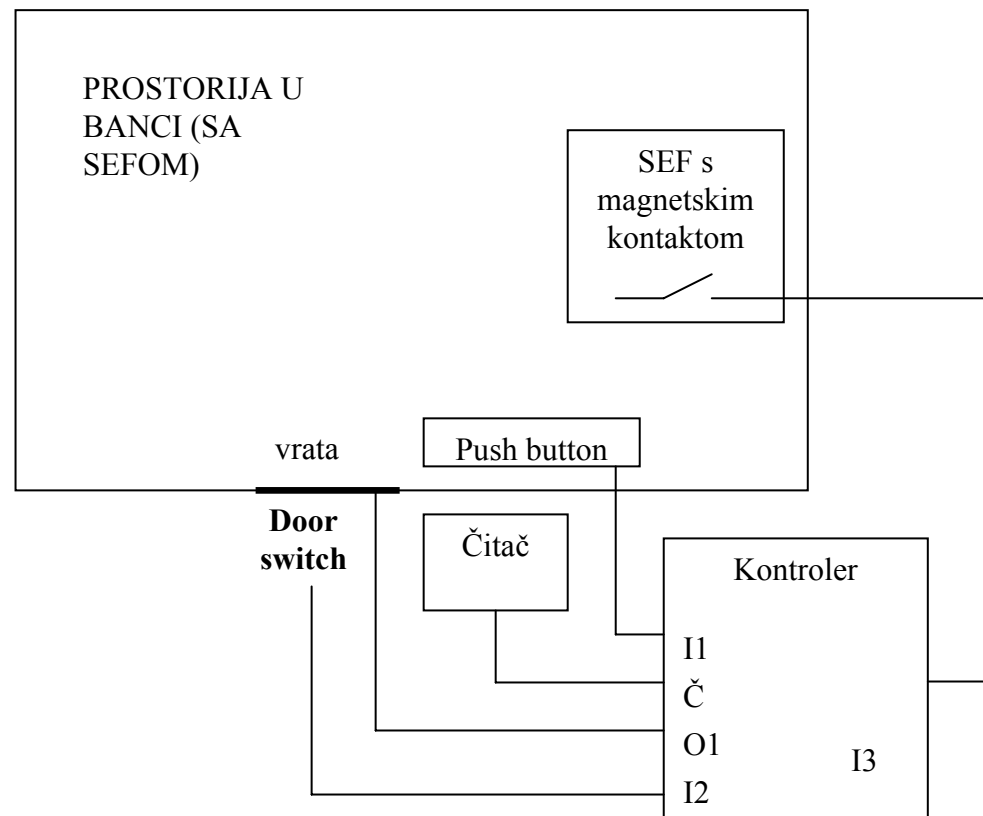 PROSTORIJA U
BANCI (SA
SEFOM)
SEF s
magnetskim
kontaktom
vrata
Push button
Door
switch
Čitač
Kontroler
I1
Č
O1
I3
I2